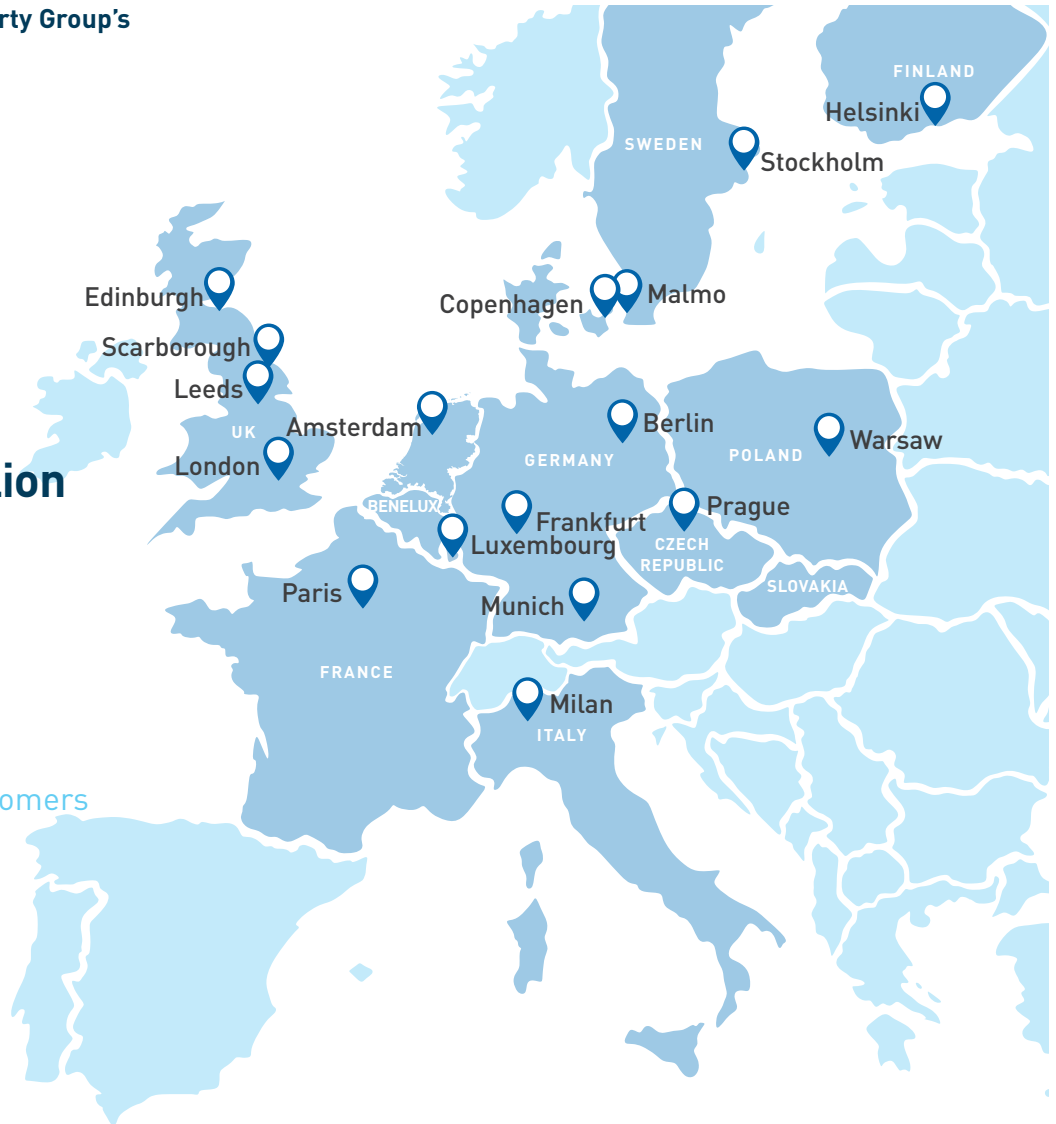 rty Group's
FINLAND
Helsinki
SWEDEN
Stockholm
Edinburgh
Copenhagen
Malmo
Scarborough
Leeds
UK
Amsterdam
Berlin
Warsaw
London
GERMANY
POLAND
ion
BENELUX
Frankfurt
Prague
Luxembourg
CZECH
REPUBLIC
SLOVAKIA
Paris
Munich
FRANCE
Milan
ITALY
omers